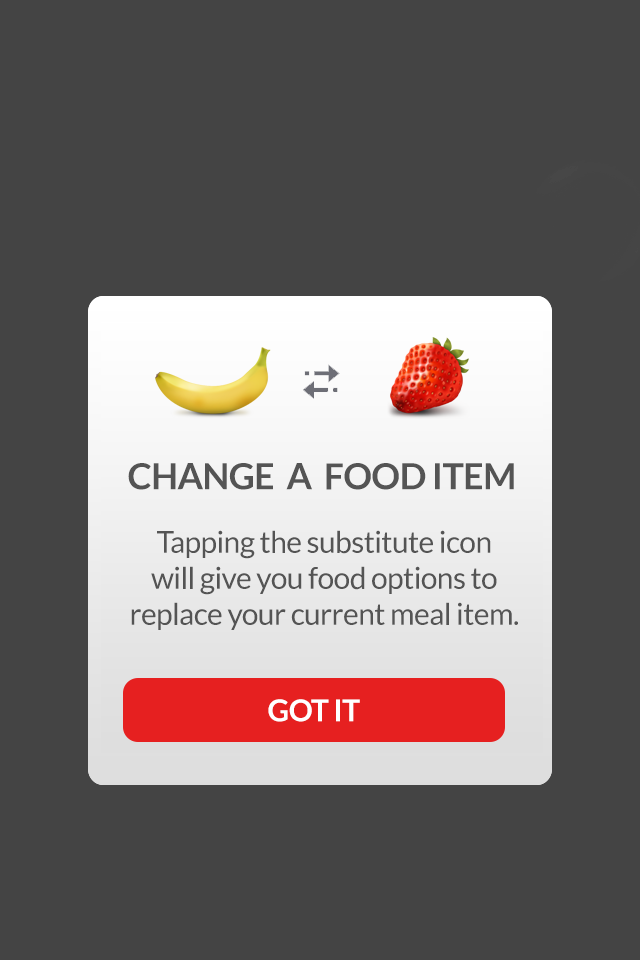 CHANGE A FOOD ITEM
Tapping the substitute icon
will give you food options to
replace your current meal item.
GOT IT